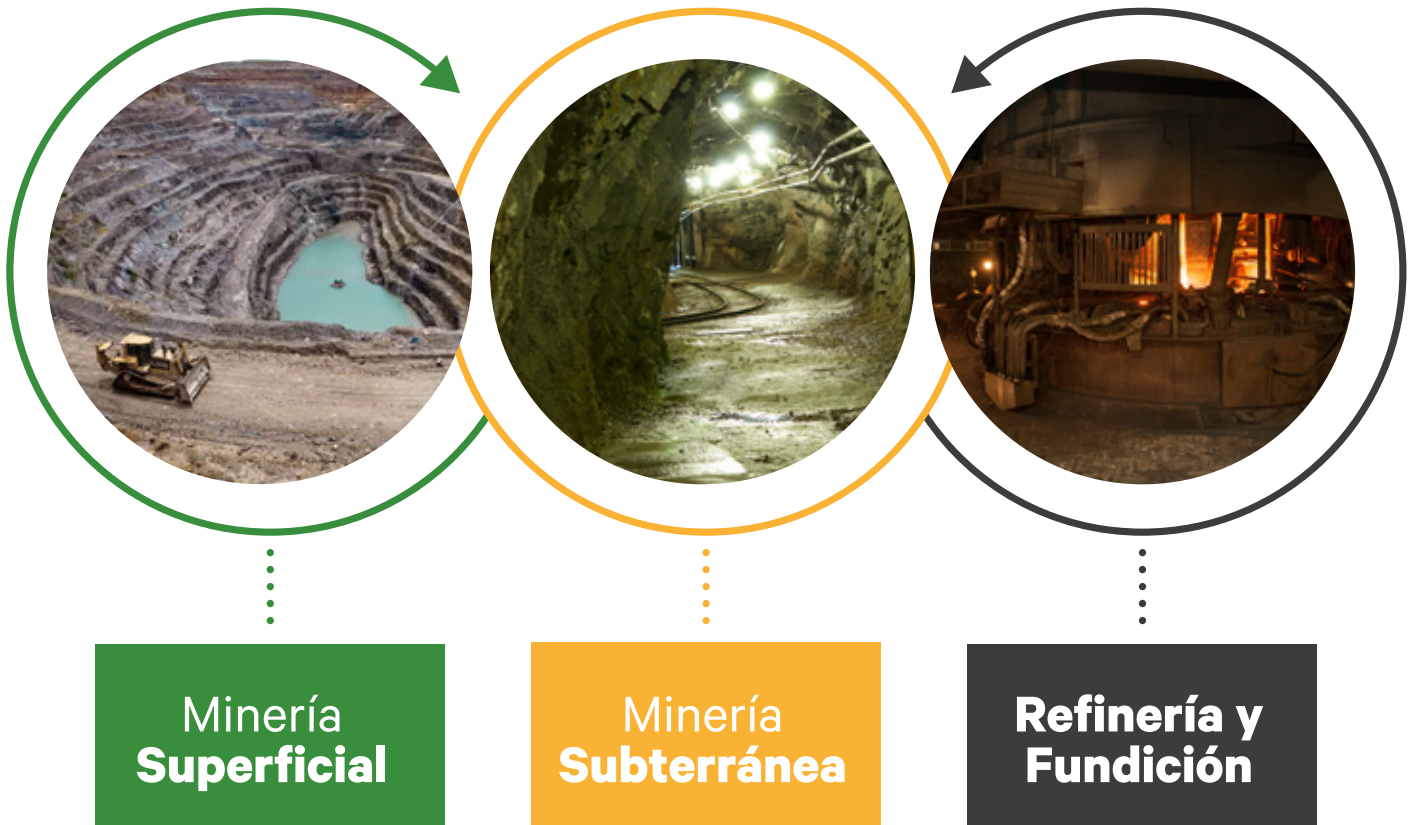 Minería
Superficial
Minería
Subterránea
Refinería y
Fundición